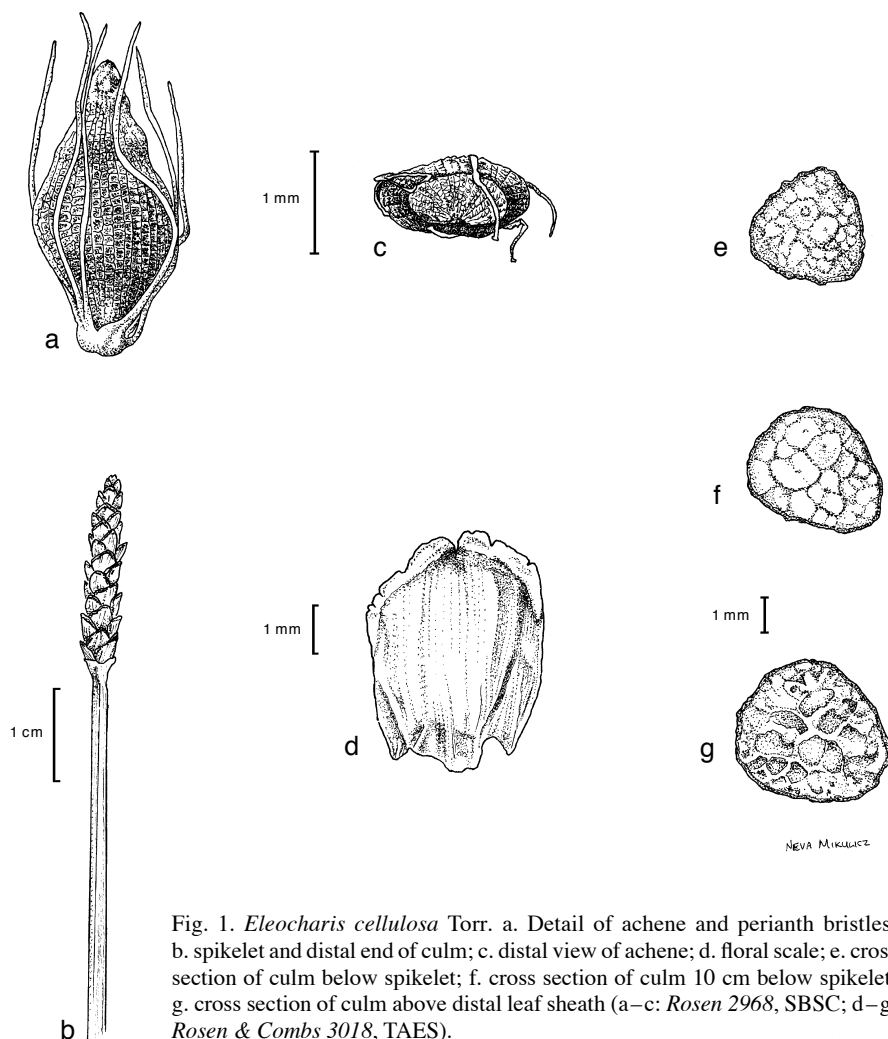 a
1 mm
c
e
f
1 mm
d
1 mm
g
1 cm
b
NEVA MIKULICZ
Fig. 1. Eleocharis cellulosa Torr. a. Detail of achene and perianth bristles
b. spikelet and distal end of culm; c. distal view of achene; d. floral scale; e. cros
section of culm below spikelet; f. cross section of culm 10 cm below spikelet
g. cross section of culm above distal leaf sheath (a–c: Rosen 2968, SBSC; d–g
Rosen & Combs 3018, TAES).